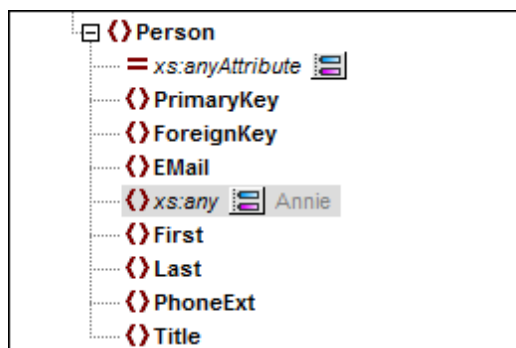 Person
xs:anyAttribute
PrimaryKey
ForeignKey
EMail
xs:any Annie
First
Last
PhoneExt
Title